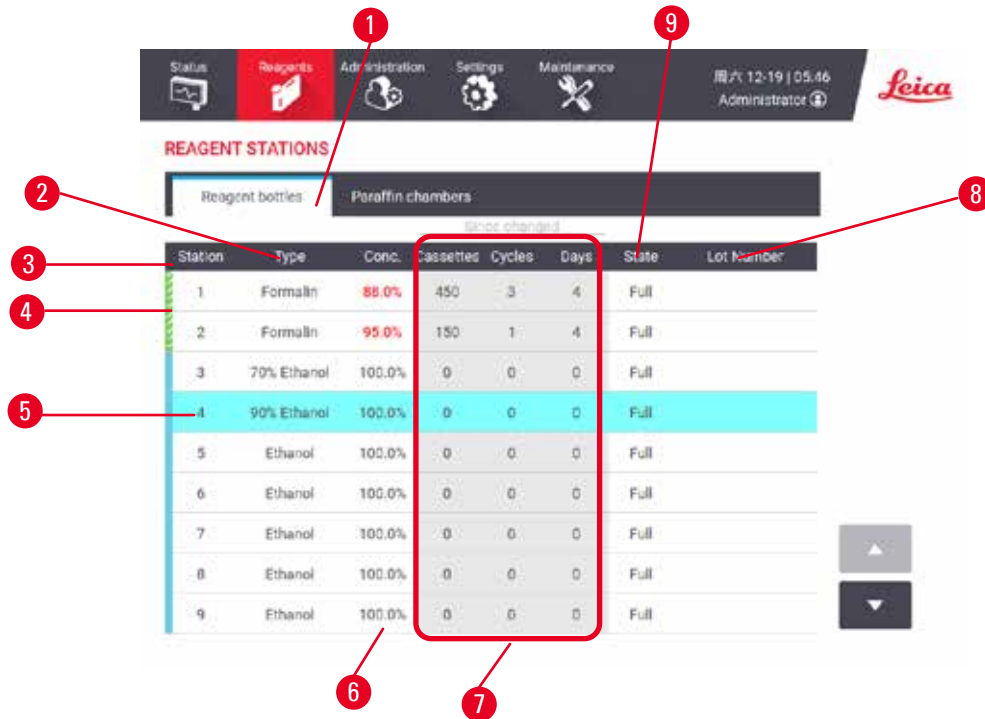 1
9
Status Reagents Administration Settings Maintenance
周六 12-19 | 05.46
Administrator
Leica
REAGENT STATIONS
2
Reagent bottles Paraffin chambers
8
Since changed
3
Station Type Conc. Cassettes Cycles Days State Lot Number
1 Formalin 88.0% 450 3 4 Full
4
2 Formalin 95.0% 150 1 4 Full
3 70% Ethanol 100.0% 0 0 0 Full
5
4 90% Ethanol 100.0% 0 0 0 Full
5 Ethanol 100.0% 0 0 0 Full
6 Ethanol 100.0% 0 0 0 Full
7 Ethanol 100.0% 0 0 0 Full
8 Ethanol 100.0% 0 0 0 Full
9 Ethanol 100.0% 0 0 0 Full
6
7